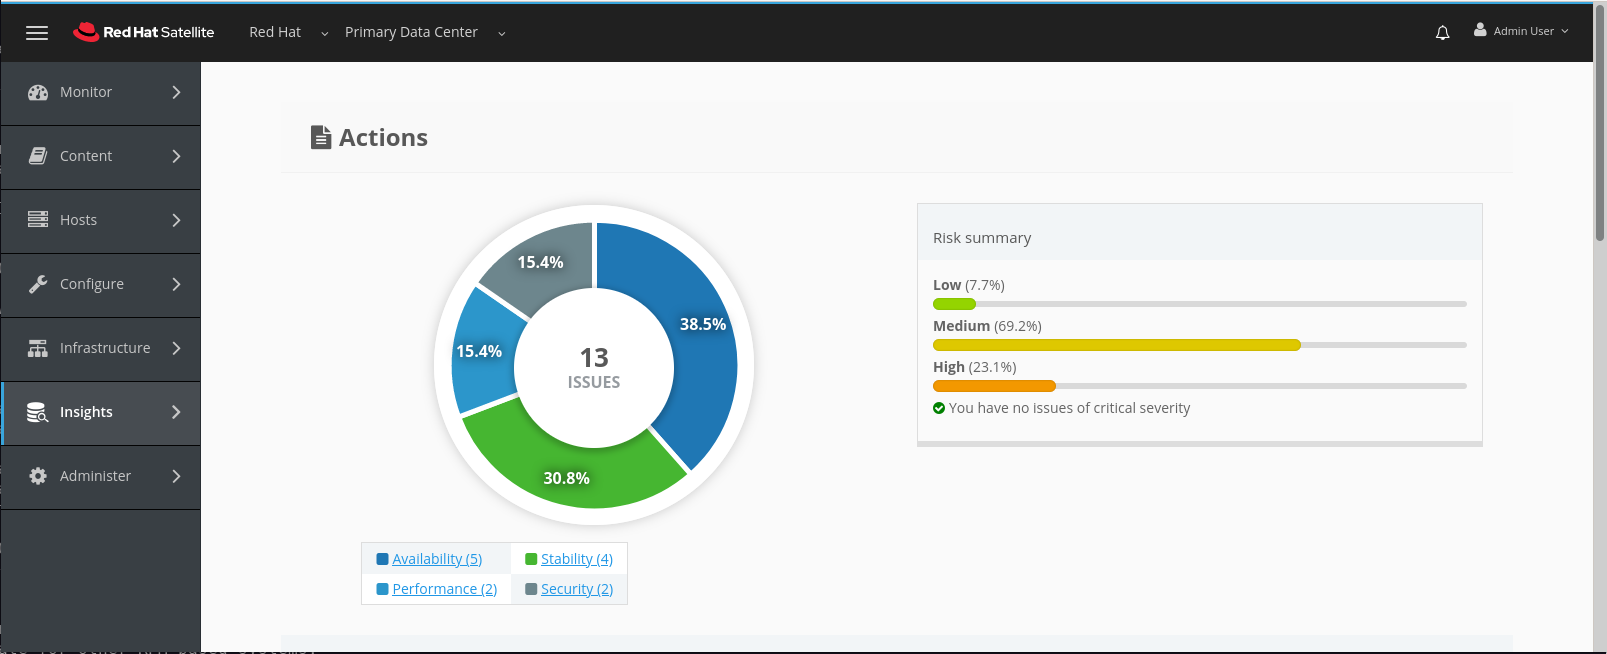 Red Hat Satellite Red Hat Primary Data Center Admin User
Monitor
Content
Hosts
Configure
Infrastructure
Insights
Administer
Actions
15.4%
38.5%
15.4%
30.8%
13
ISSUES
Availability (5) Stability (4)
Performance (2) Security (2)
Risk summary
Low (7.7%)
Medium (69.2%)
High (23.1%)
You have no issues of critical severity